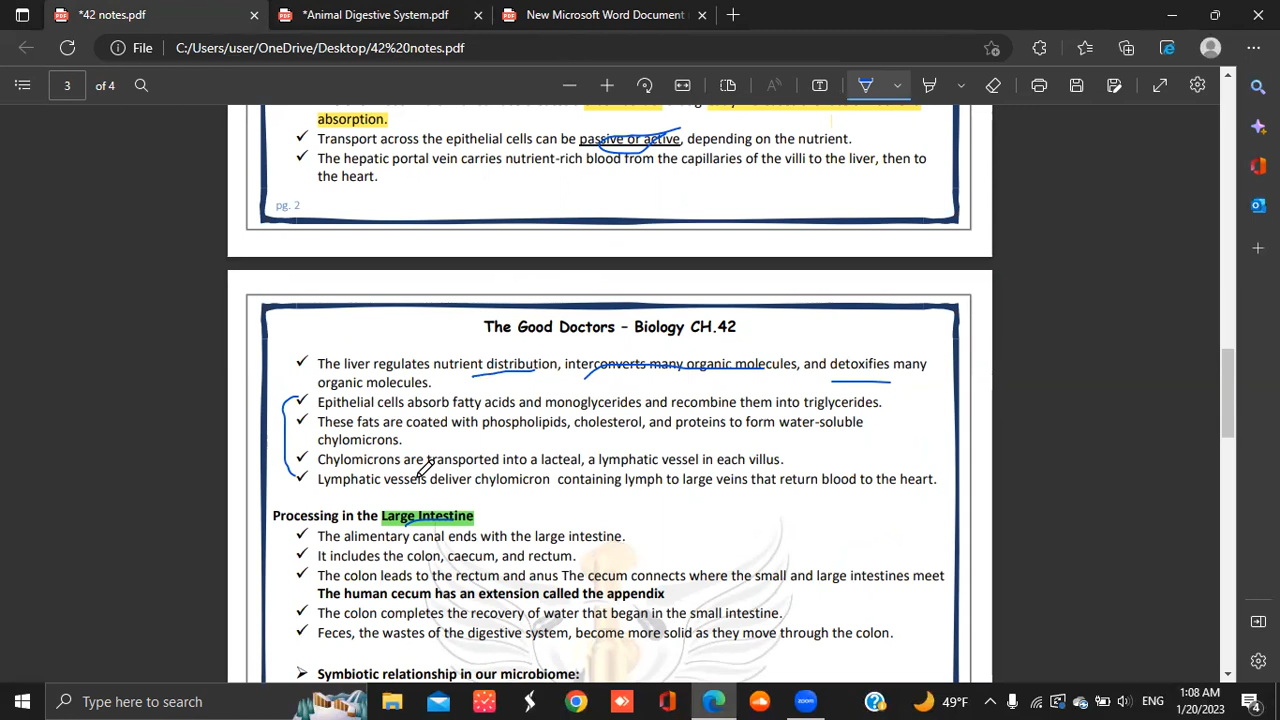 *42 notes.pdf
*Animal Digestive System.pdf
New Microsoft Word Document
File
C:/Users/user/OneDrive/Desktop/42%20notes.pdf
3
of 4
absorption.
✓ Transport across the epithelial cells can be passive or active, depending on the nutrient.
✓ The hepatic portal vein carries nutrient-rich blood from the capillaries of the villi to the liver, then to
the heart.
pg. 2
The Good Doctors – Biology CH.42
✓ The liver regulates nutrient distribution, interconverts many organic molecules, and detoxifies many
organic molecules.
✓ Epithelial cells absorb fatty acids and monoglycerides and recombine them into triglycerides.
✓ These fats are coated with phospholipids, cholesterol, and proteins to form water-soluble
chylomicrons.
✓ Chylomicrons are transported into a lacteal, a lymphatic vessel in each villus.
✓ Lymphatic vessels deliver chylomicron containing lymph to large veins that return blood to the heart.
Processing in the Large Intestine
✓ The alimentary canal ends with the large intestine.
✓ It includes the colon, caecum, and rectum.
✓ The colon leads to the rectum and anus The cecum connects where the small and large intestines meet
The human cecum has an extension called the appendix
✓ The colon completes the recovery of water that began in the small intestine.
✓ Feces, the wastes of the digestive system, become more solid as they move through the colon.
➢ Symbiotic relationship in our microbiome:
Type here to search
zoom
49°F
ENG
1:08 AM
1/20/2023
4